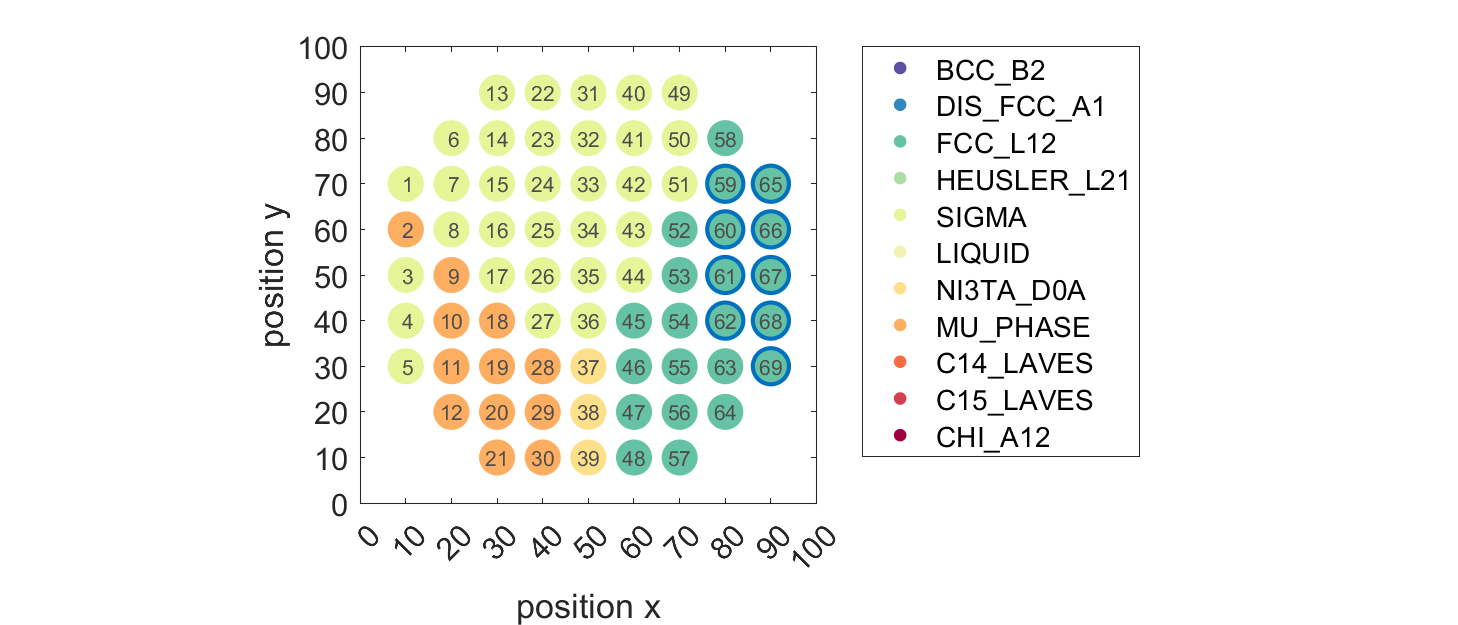 100
90 13 22 31 40 49
80 6 14 23 32 41 50 58
70 1 7 15 24 33 42 51 59 65
60 2 8 16 25 34 43 52 60 66
50 3 9 17 26 35 44 53 61 67
40 4 10 18 27 36 45 54 62 68
30 5 11 19 28 37 46 55 63 69
20 12 20 29 38 47 56 64
10 21 30 39 48 57
0
position y
0 10 20 30 40 50 60 70 80 90 100
position x
BCC_B2
DIS_FCC_A1
FCC_L12
HEUSLER_L21
SIGMA
LIQUID
NI3TA_D0A
MU_PHASE
C14_LAVES
C15_LAVES
CHI_A12